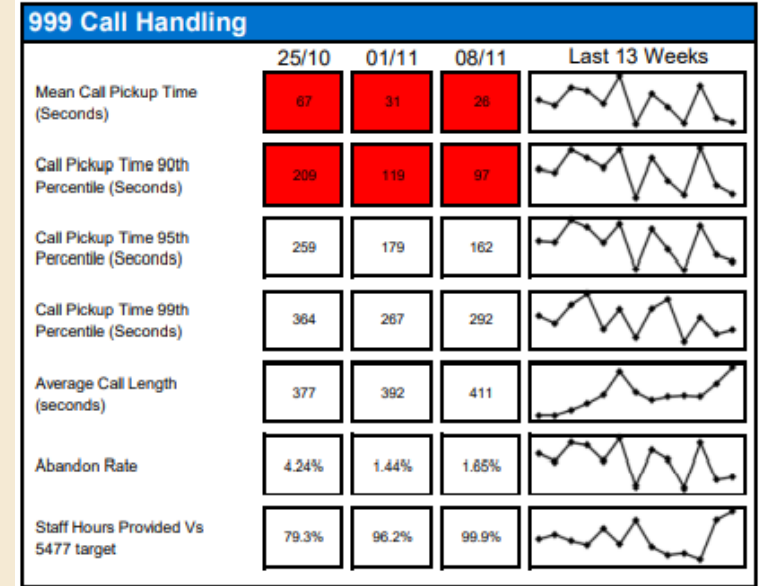 999 Call Handling
25/10 01/11 08/11 Last 13 Weeks
Mean Call Pickup Time
(Seconds)
67 31 26
Call Pickup Time 90th
Percentile (Seconds)
209 119 97
Call Pickup Time 95th
Percentile (Seconds)
259 179 162
Call Pickup Time 99th
Percentile (Seconds)
364 267 292
Average Call Length
(seconds)
377 392 411
Abandon Rate
4.24% 1.44% 1.65%
Staff Hours Provided Vs
5477 target
79.3% 96.2% 99.9%